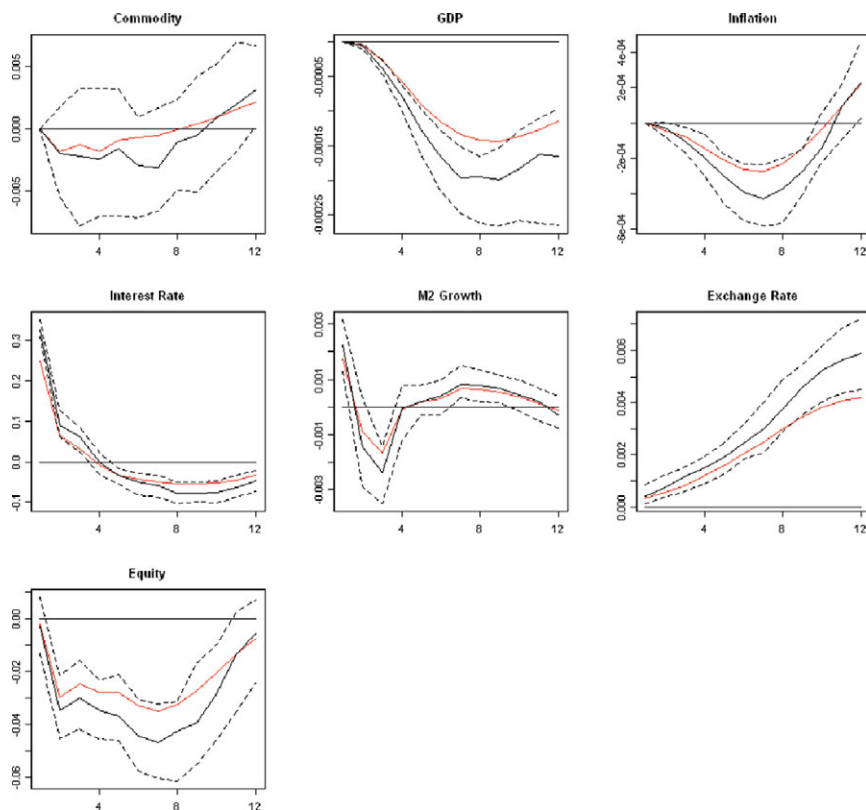 Commodity
0.005
0.000
-0.005
4 8 12
GDP
-0.00005
-0.00015
-0.00025
4 8 12
Inflation
4e-04
2e-04
-2e-04
-6e-04
4 8 12
Interest Rate
0.3
0.2
0.1
0.0
-0.1
4 8 12
M2 Growth
0.003
0.001
-0.001
-0.003
4 8 12
Exchange Rate
0.006
0.004
0.002
0.000
4 8 12
Equity
0.00
-0.02
-0.04
-0.06
4 8 12